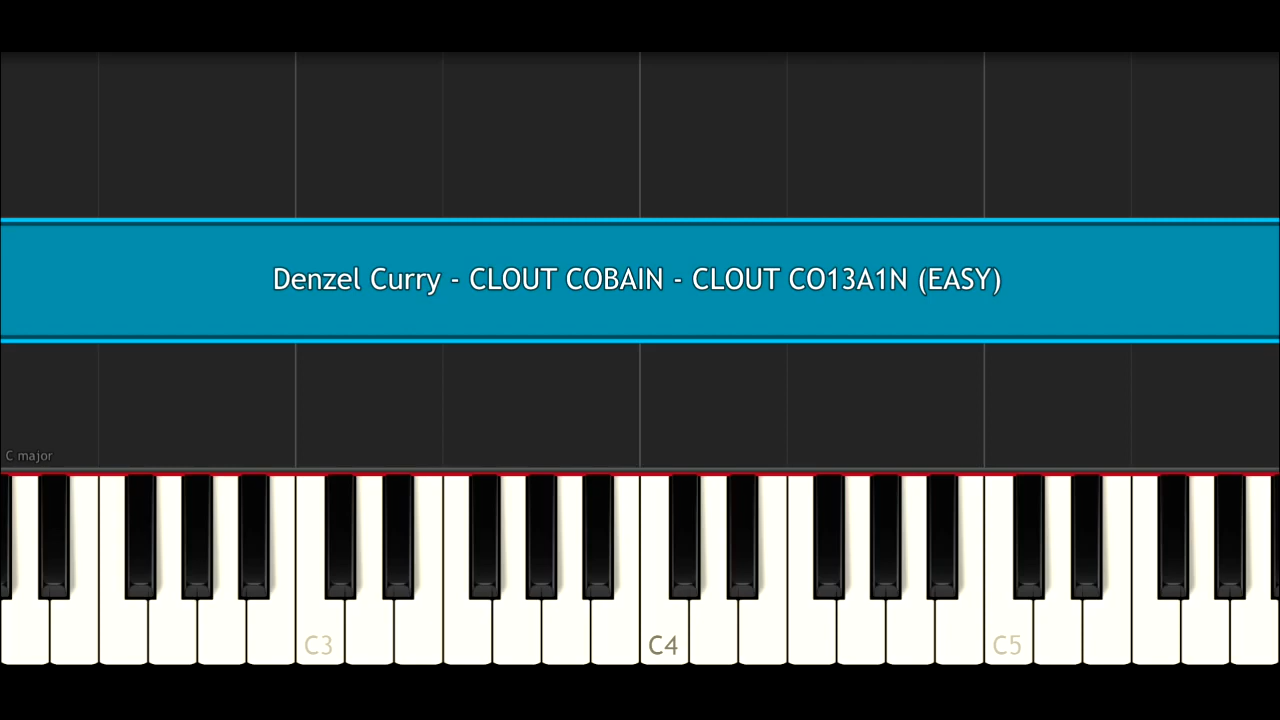 Denzel Curry - CLOUT COBAIN - CLOUT CO13A1N (EASY)
C major
C3 C4 C5